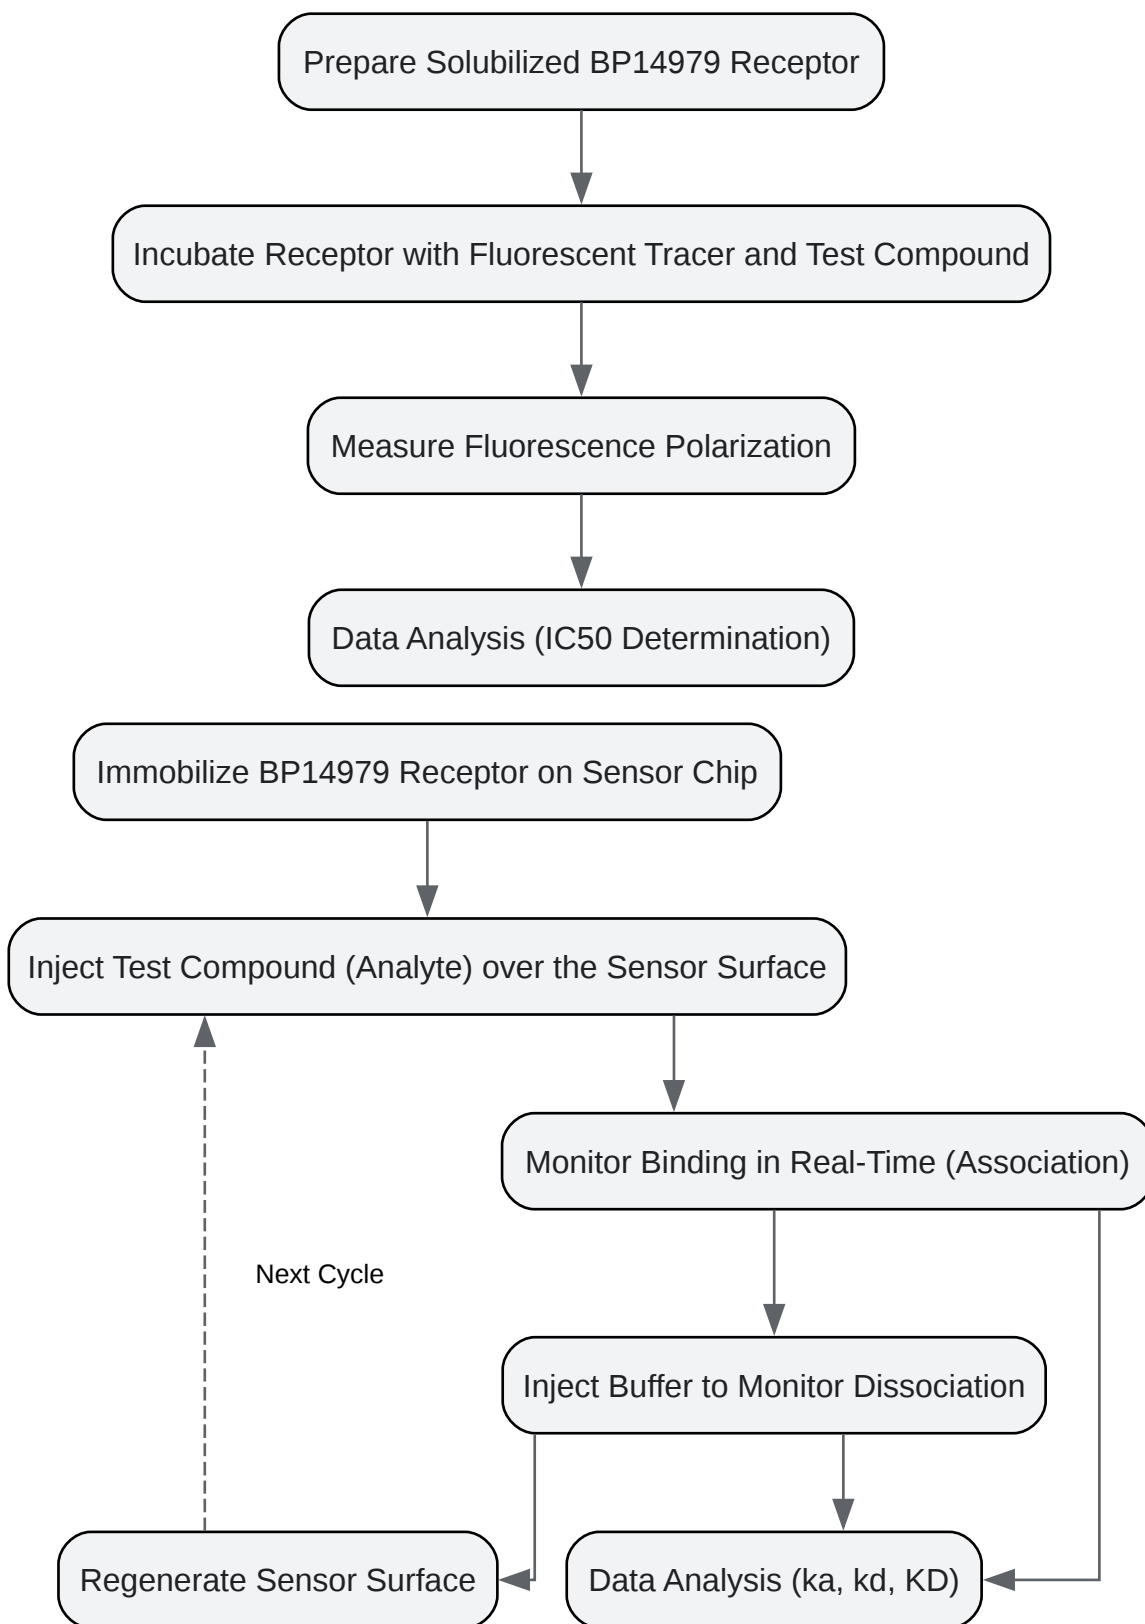 Prepare Solubilized BP14979 Receptor
Incubate Receptor with Fluorescent Tracer and Test Compound
Measure Fluorescence Polarization
Data Analysis (IC50 Determination)
Immobilize BP14979 Receptor on Sensor Chip
Inject Test Compound (Analyte) over the Sensor Surface
Monitor Binding in Real-Time (Association)
Next Cycle
Inject Buffer to Monitor Dissociation
Regenerate Sensor Surface
Data Analysis (ka, kd, KD)